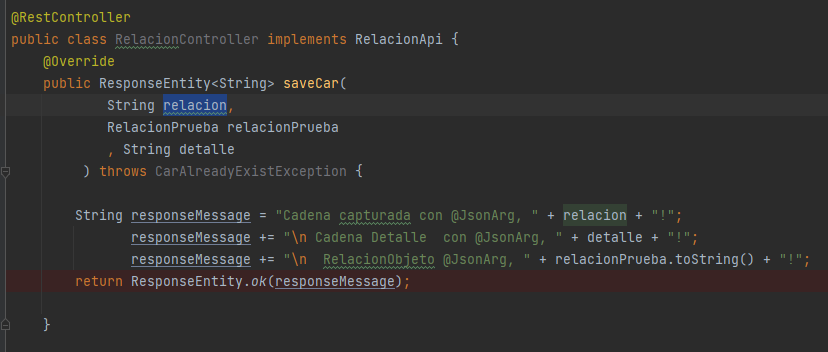 @RestController
public class RelacionController implements RelacionApi {
@Override
public ResponseEntity<String> saveCar(
String relacion,
RelacionPrueba relacionPrueba
, String detalle
) throws CarAlreadyExistException {
String responseMessage = "Cadena capturada con @JsonArg, " + relacion + "!";
responseMessage += "\n Cadena Detalle  con @JsonArg, " + detalle + "!";
responseMessage += "\n  RelacionObjeto @JsonArg, " + relacionPrueba.toString() + "!";
return ResponseEntity.ok(responseMessage);
}